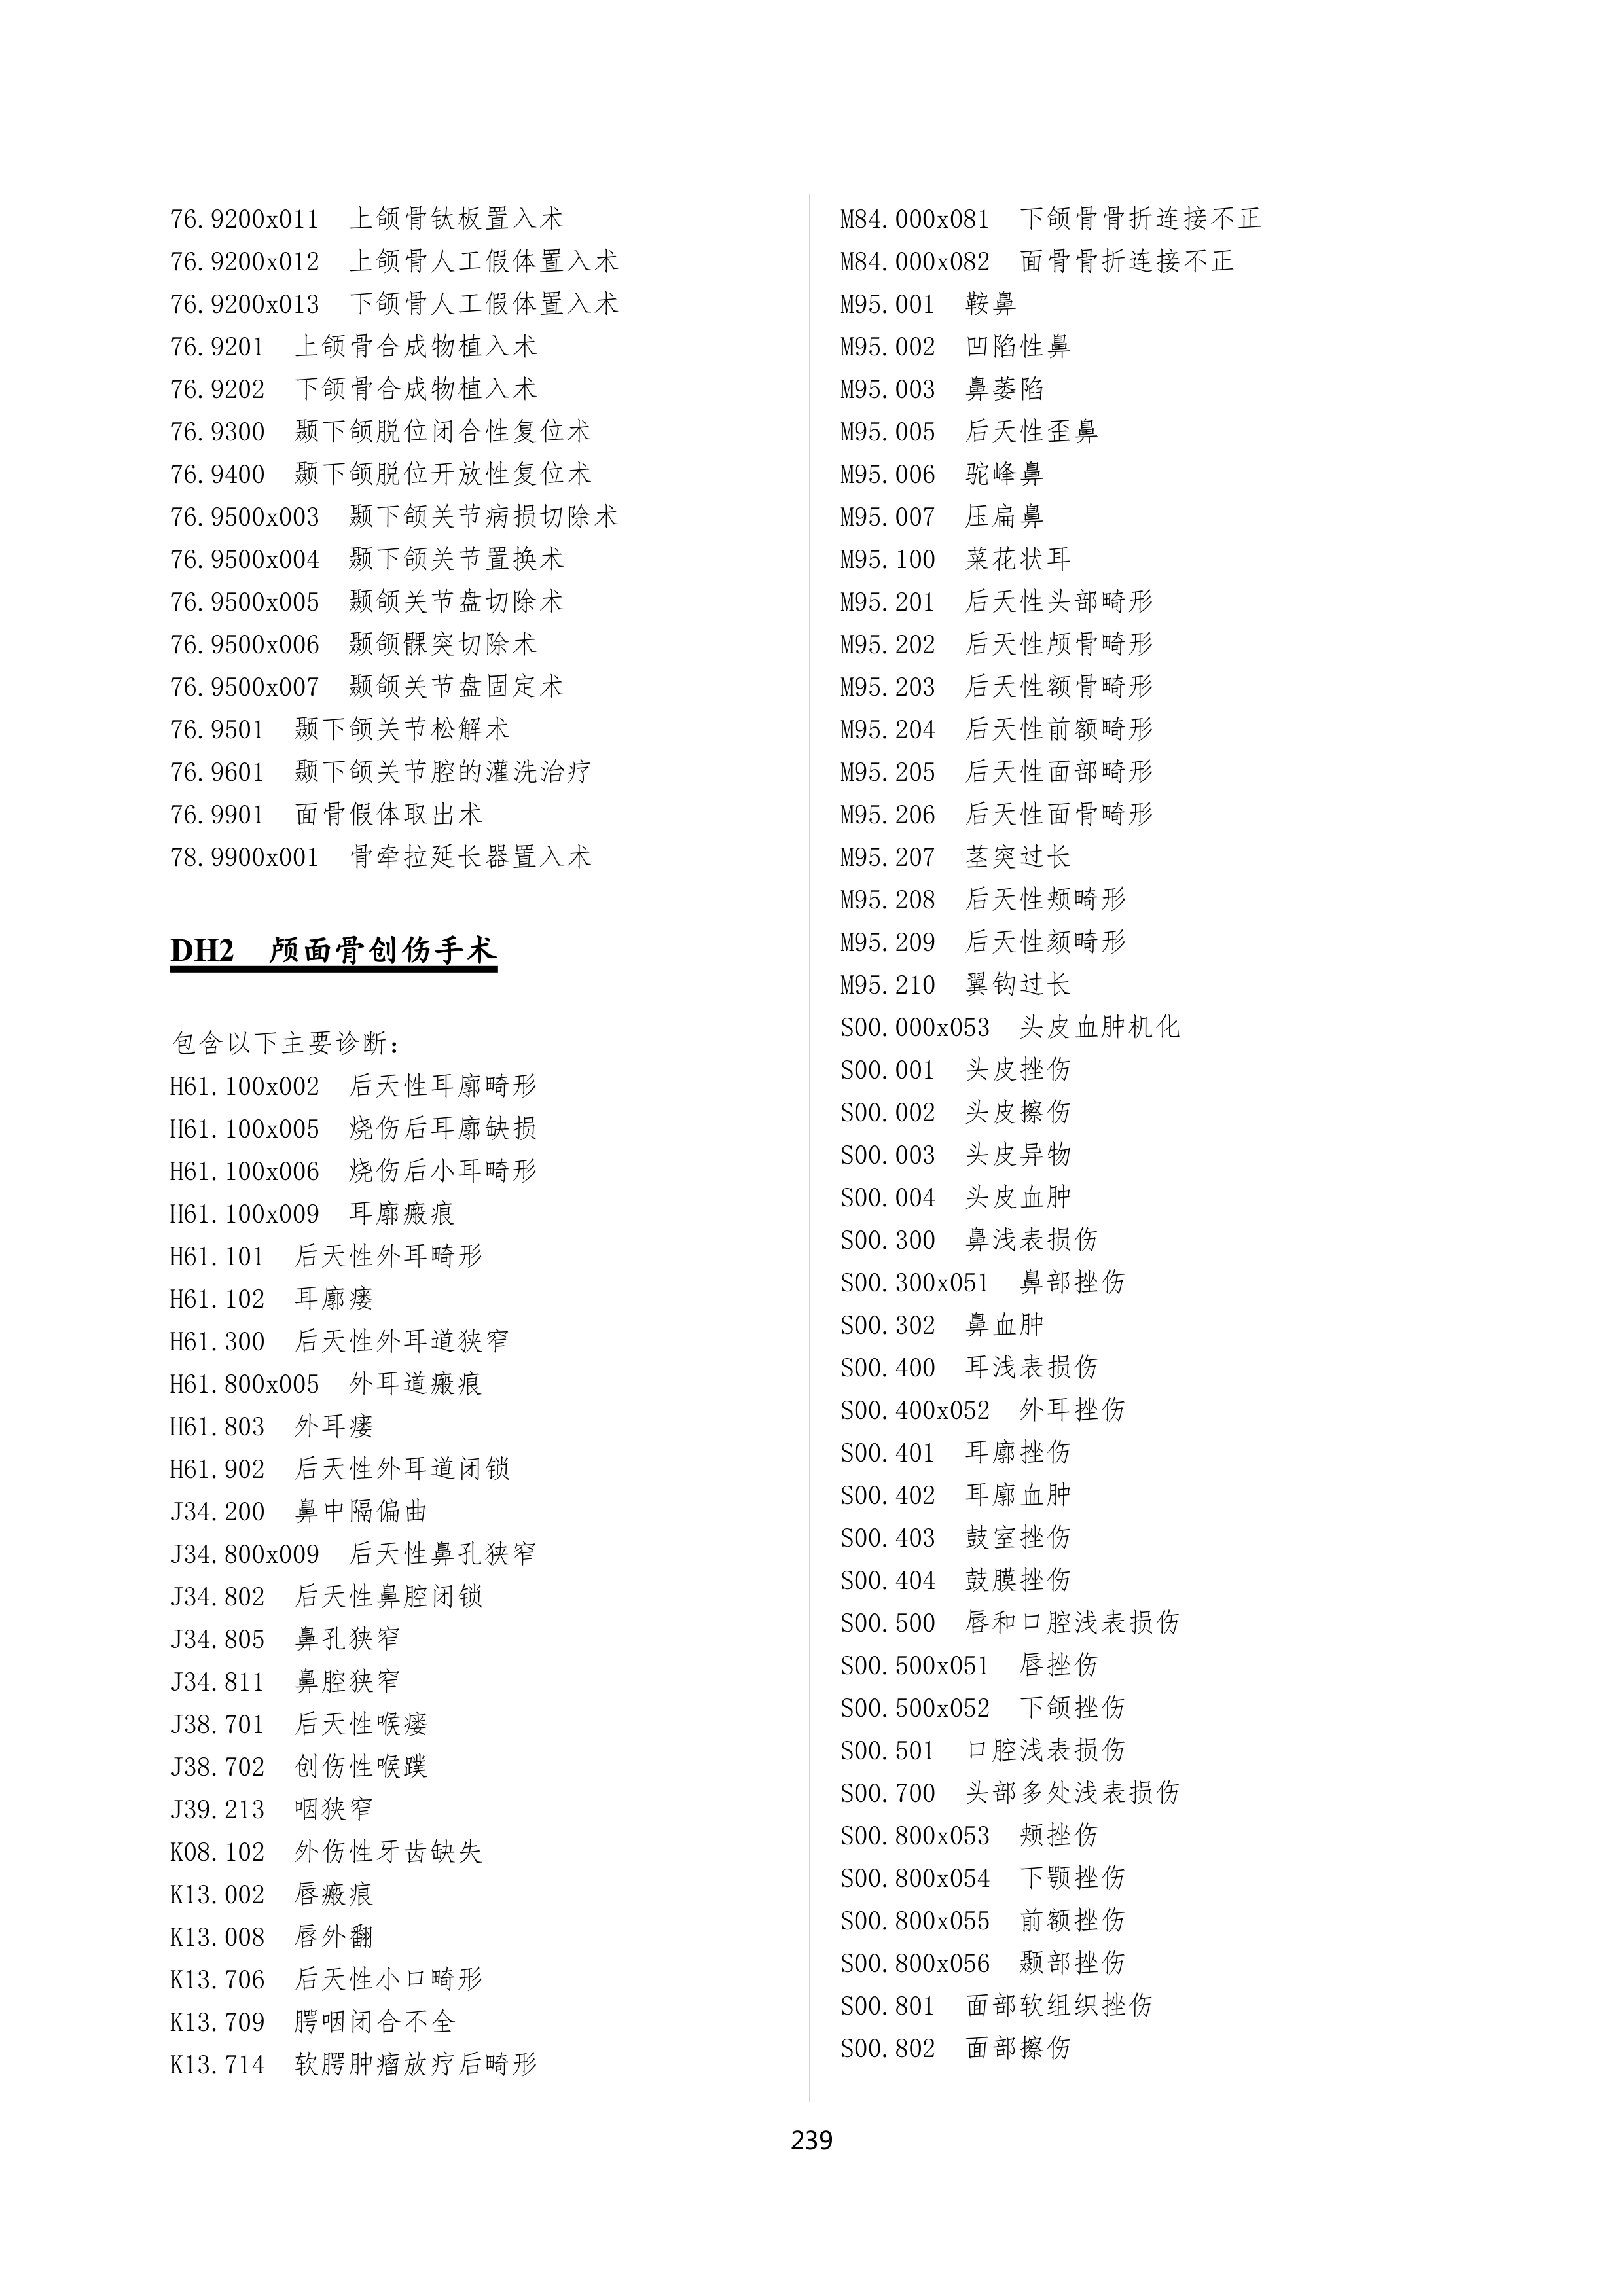 76.9200x011 上颌骨钛板置入术
76.9200x012 上颌骨人工假体置入术
76.9200x013 下颌骨人工假体置入术
76.9201 上颌骨合成物植入术
76.9202 下颌骨合成物植入术
76.9300 颞下颌脱位闭合性复位术
76.9400 颞下颌脱位开放性复位术
76.9500x003 颞下颌关节病损切除术
76.9500x004 颞下颌关节置换术
76.9500x005 颞颌关节盘切除术
76.9500x006 颞颌髁突切除术
76.9500x007 颞颌关节盘固定术
76.9501 颞下颌关节松解术
76.9601 颞下颌关节腔的灌洗治疗
76.9901 面骨假体取出术
78.9900x001 骨牵拉延长器置入术
DH2 颅面骨创伤手术
包含以下主要诊断：
H61.100x002 后天性耳廓畸形
H61.100x005 烧伤后耳廓缺损
H61.100x006 烧伤后小耳畸形
H61.100x009 耳廓瘢痕
H61.101 后天性外耳畸形
H61.102 耳廓瘘
H61.300 后天性外耳道狭窄
H61.800x005 外耳道瘢痕
H61.803 外耳瘘
H61.902 后天性外耳道闭锁
J34.200 鼻中隔偏曲
J34.800x009 后天性鼻孔狭窄
J34.802 后天性鼻腔闭锁
J34.805 鼻孔狭窄
J34.811 鼻腔狭窄
J38.701 后天性喉瘘
J38.702 创伤性喉蹼
J39.213 咽狭窄
K08.102 外伤性牙齿缺失
K13.002 唇瘢痕
K13.008 唇外翻
K13.706 后天性小口畸形
K13.709 腭咽闭合不全
K13.714 软腭肿瘤放疗后畸形
M84.000x081 下颌骨骨折连接不正
M84.000x082 面骨骨折连接不正
M95.001 鞍鼻
M95.002 凹陷性鼻
M95.003 鼻萎陷
M95.005 后天性歪鼻
M95.006 驼峰鼻
M95.007 压扁鼻
M95.100 菜花状耳
M95.201 后天性头部畸形
M95.202 后天性颅骨畸形
M95.203 后天性额骨畸形
M95.204 后天性前额畸形
M95.205 后天性面部畸形
M95.206 后天性面骨畸形
M95.207 茎突过长
M95.208 后天性颊畸形
M95.209 后天性颏畸形
M95.210 翼钩过长
S00.000x053 头皮血肿机化
S00.001 头皮挫伤
S00.002 头皮擦伤
S00.003 头皮异物
S00.004 头皮血肿
S00.300 鼻浅表损伤
S00.300x051 鼻部挫伤
S00.302 鼻血肿
S00.400 耳浅表损伤
S00.400x052 外耳挫伤
S00.401 耳廓挫伤
S00.402 耳廓血肿
S00.403 鼓室挫伤
S00.404 鼓膜挫伤
S00.500 唇和口腔浅表损伤
S00.500x051 唇挫伤
S00.500x052 下颌挫伤
S00.501 口腔浅表损伤
S00.700 头部多处浅表损伤
S00.800x053 颊挫伤
S00.800x054 下颚挫伤
S00.800x055 前额挫伤
S00.800x056 颞部挫伤
S00.801 面部软组织挫伤
S00.802 面部擦伤
239